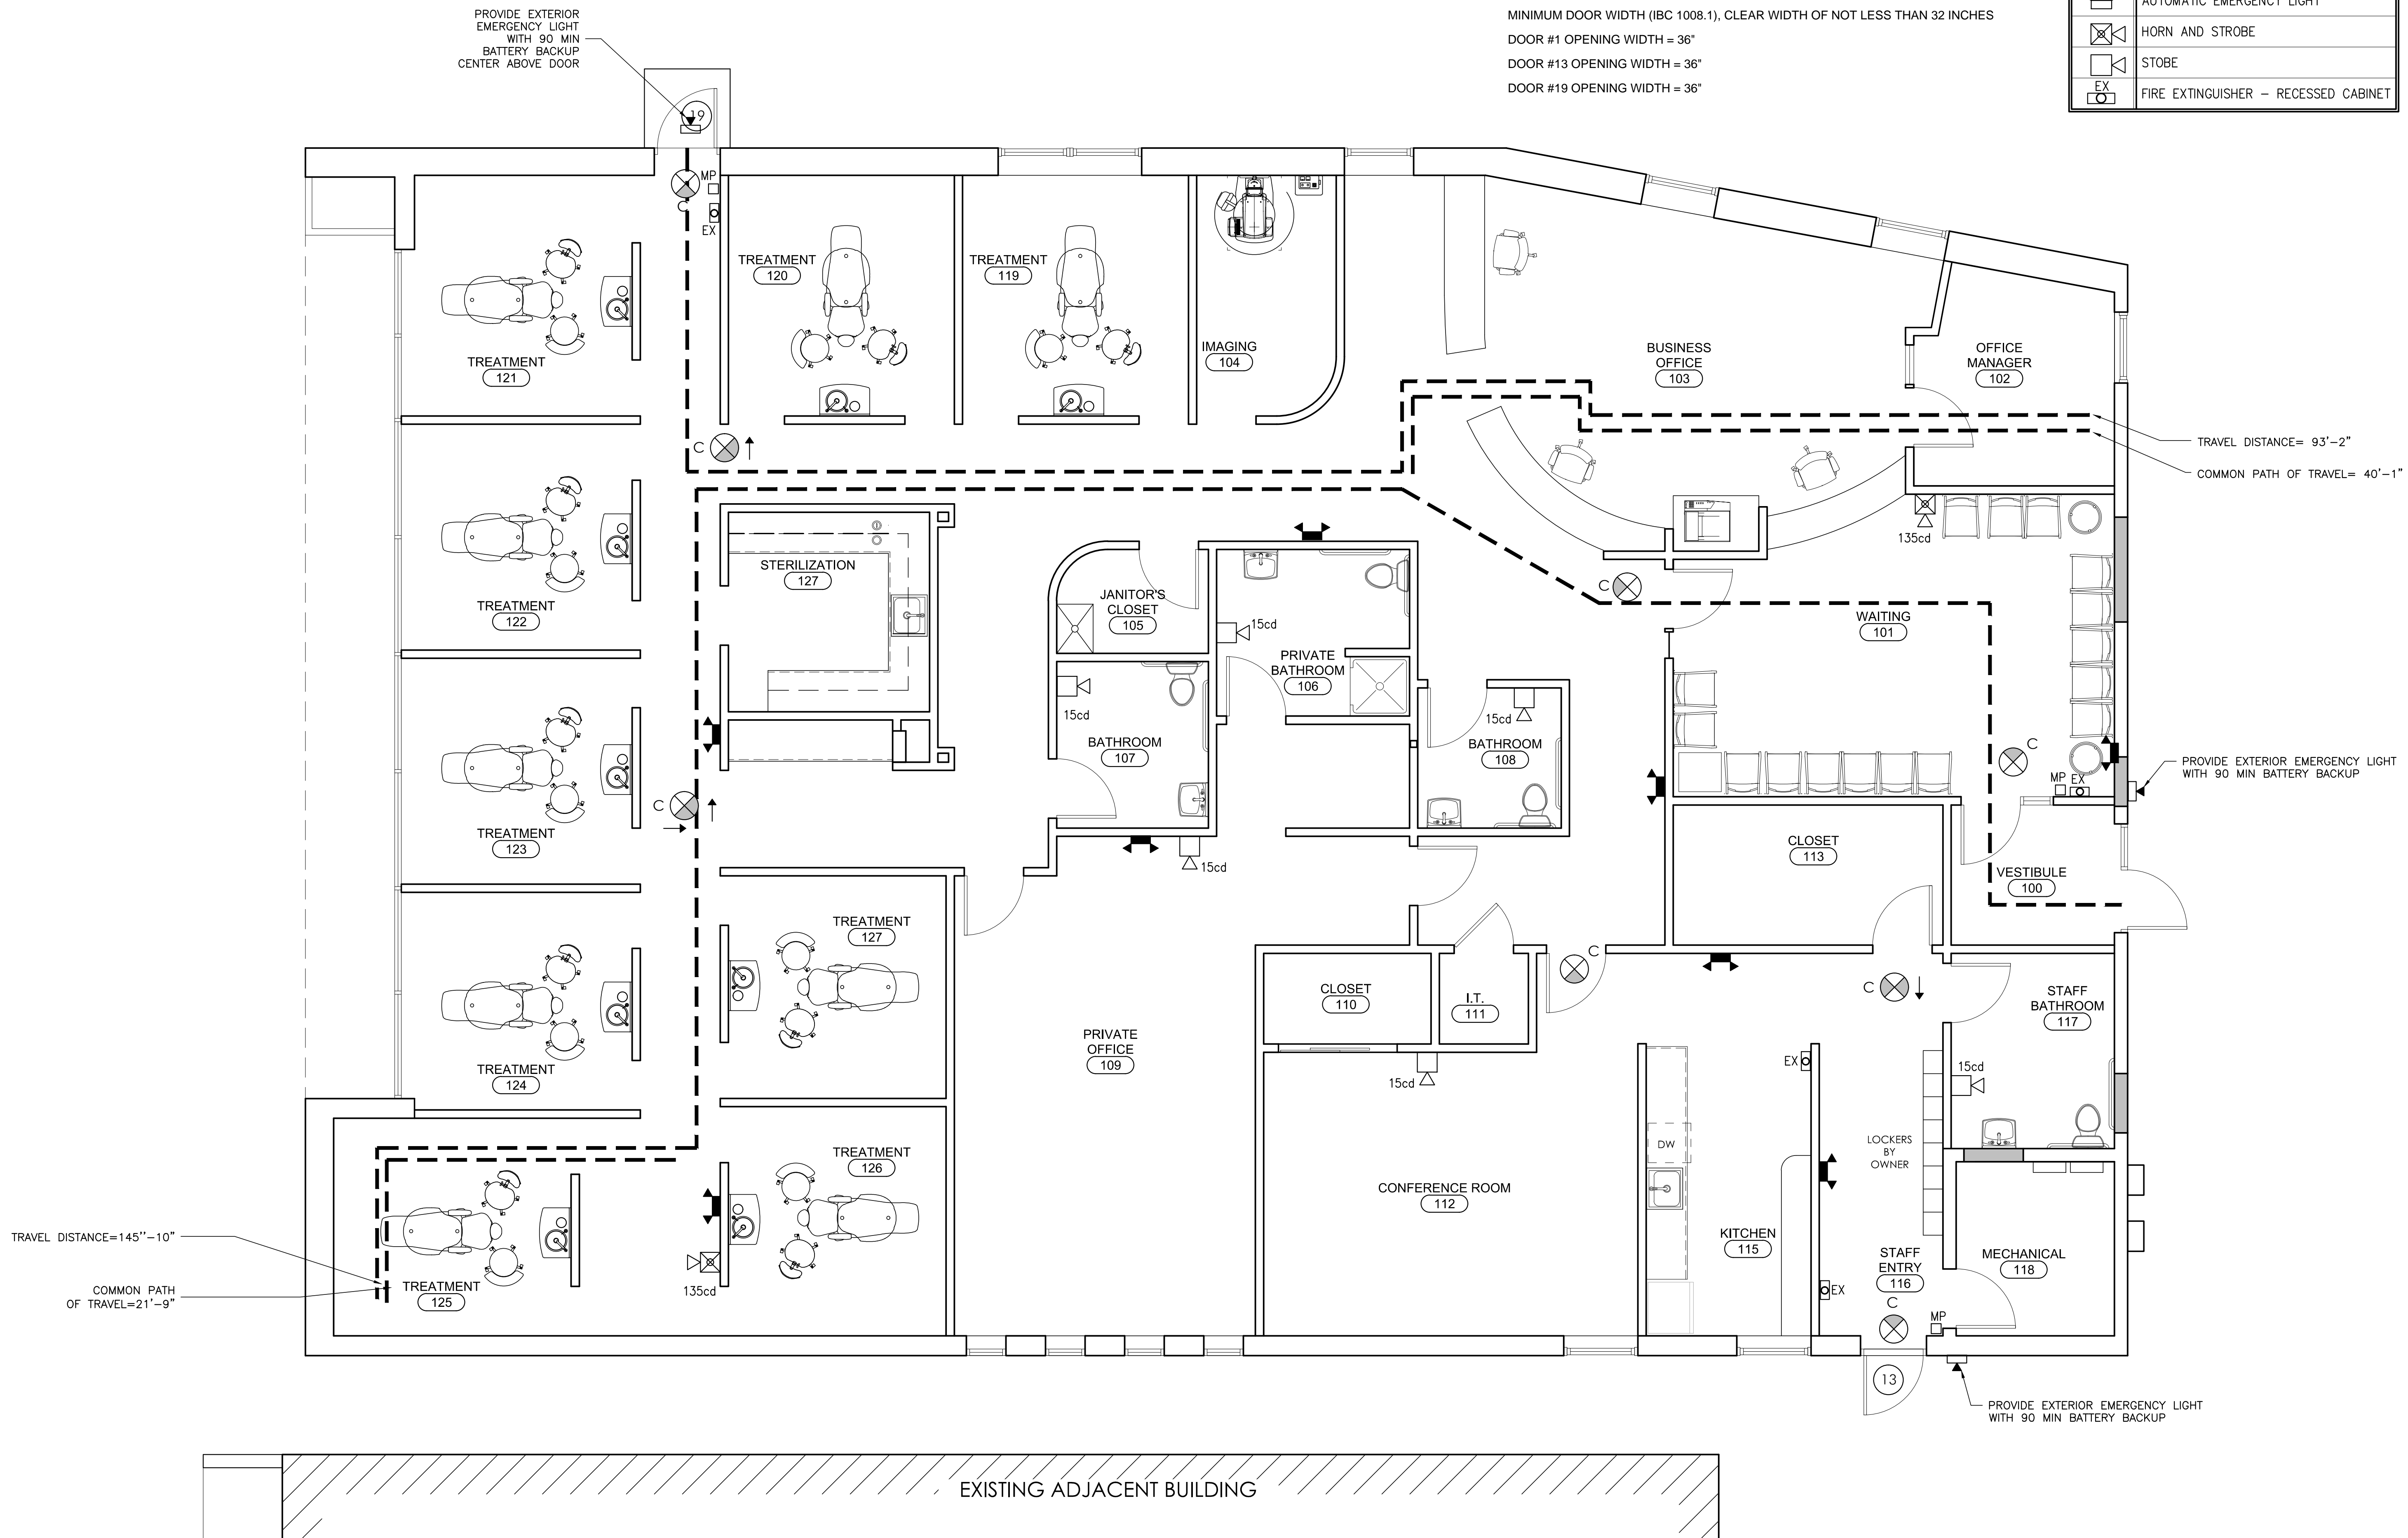 PROVIDE EXTERIOR
EMERGENCY LIGHT
WITH 90 MIN
BATTERY BACKUP
CENTER ABOVE DOOR
MINIMUM DOOR WIDTH (IBC 1008.1), CLEAR WIDTH OF NOT LESS THAN 32 INCHES
DOOR #1 OPENING WIDTH = 36"
DOOR #13 OPENING WIDTH = 36"
DOOR #19 OPENING WIDTH = 36"
AUTOMATIC EMERGENCY LIGHT
HORN AND STROBE
STOBE
EX
FIRE EXTINGUISHER – RECESSED CABINET
19
MP
C
EX
TREATMENT
121
TREATMENT
120
TREATMENT
119
IMAGING
104
BUSINESS
OFFICE
103
OFFICE
MANAGER
102
C
TRAVEL DISTANCE= 93'-2"
COMMON PATH OF TRAVEL= 40'-1"
135cd
TREATMENT
122
STERILIZATION
127
JANITOR'S
CLOSET
105
15cd
PRIVATE
BATHROOM
106
C
WAITING
101
15cd
BATHROOM
107
15cd
BATHROOM
108
C
MP EX
PROVIDE EXTERIOR EMERGENCY LIGHT
WITH 90 MIN BATTERY BACKUP
TREATMENT
123
C
15cd
CLOSET
113
VESTIBULE
100
TREATMENT
127
TREATMENT
124
PRIVATE
OFFICE
109
CLOSET
110
I.T.
111
C
C
STAFF
BATHROOM
117
15cd
EX
15cd
DW
LOCKERS
BY
OWNER
TREATMENT
126
CONFERENCE ROOM
112
KITCHEN
115
STAFF
ENTRY
116
MECHANICAL
118
TRAVEL DISTANCE=145''-10"
COMMON PATH
OF TRAVEL=21'-9"
TREATMENT
125
135cd
EX
C
MP
13
PROVIDE EXTERIOR EMERGENCY LIGHT
WITH 90 MIN BATTERY BACKUP
EXISTING ADJACENT BUILDING